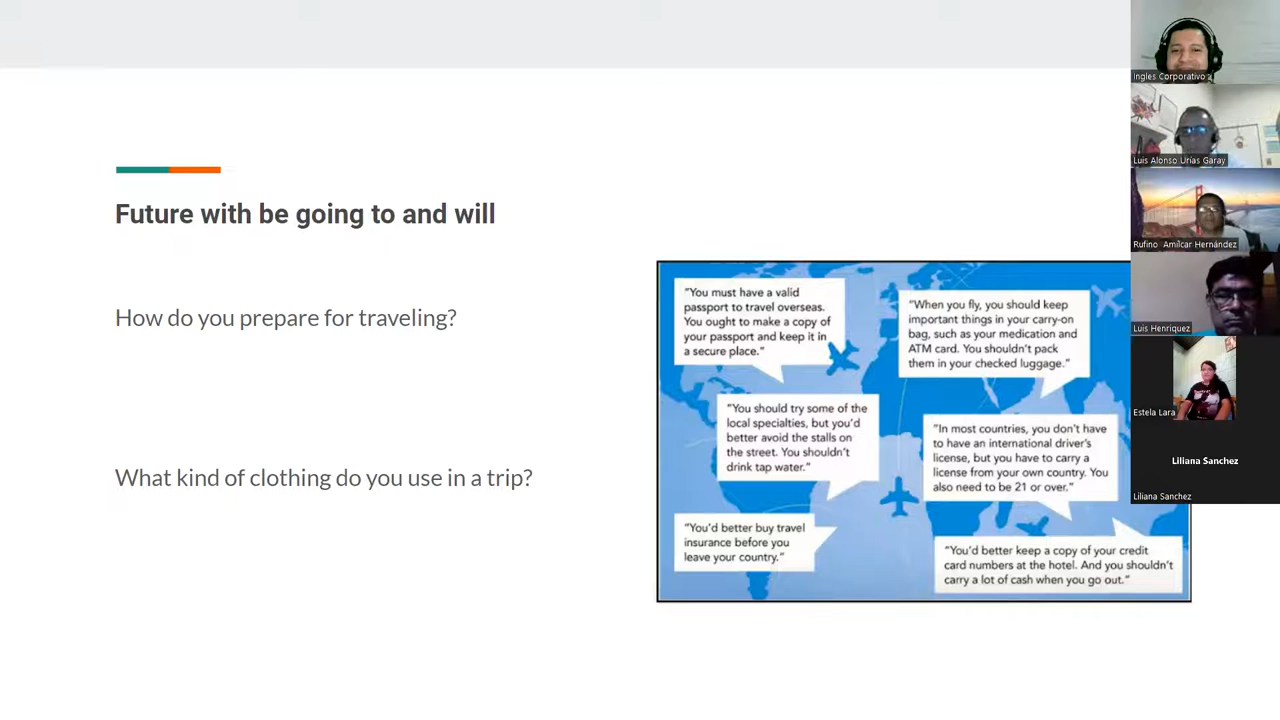 Future with be going to and will
How do you prepare for traveling?
What kind of clothing do you use in a trip?
"You must have a valid
passport to travel overseas.
You ought to make a copy of
your passport and keep it in
a secure place."
"When you fly, you should keep
important things in your carry-on
bag, such as your medication and
ATM card. You shouldn't pack
them in your checked luggage."
"You should try some of the
local specialties, but you'd
better avoid the stalls on
the street. You shouldn't
drink tap water."
"In most countries, you don't have
to have an international driver's
license, but you have to carry a
license from your own country. You
also need to be 21 or over."
"You'd better buy travel
insurance before you
leave your country."
"You'd better keep a copy of your credit
card numbers at the hotel. And you shouldn't
carry a lot of cash when you go out."
Ingles Corporativo
Luis Alonso Urías Garay
Rufino Amílcar Hernández
Luis Henriquez
Estela Lara
Liliana Sanchez
Liliana Sanchez